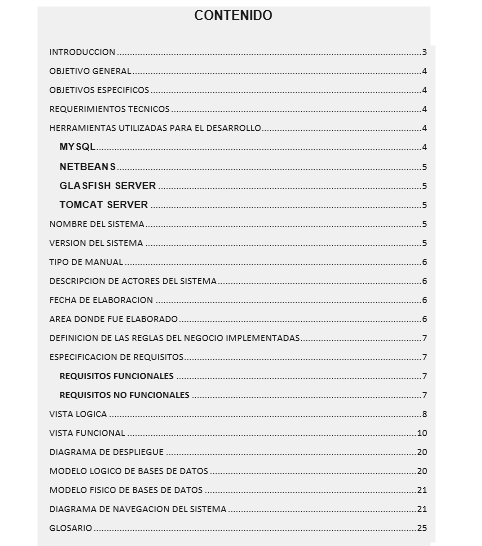 CONTENIDO
INTRODUCCION 3
OBJETIVO GENERAL 4
OBJETIVOS ESPECIFICOS 4
REQUERIMIENTOS TECNICOS 4
HERRAMIENTAS UTILIZADAS PARA EL DESARROLLO 4
MYSQL 4
NETBEANS 5
GLASFISH SERVER 5
TOMCAT SERVER 5
NOMBRE DEL SISTEMA 5
VERSION DEL SISTEMA 5
TIPO DE MANUAL 6
DESCRIPCION DE ACTORES DEL SISTEMA 6
FECHA DE ELABORACION 6
AREA DONDE FUE ELABORADO 6
DEFINICION DE LAS REGLAS DEL NEGOCIO IMPLEMENTADAS 7
ESPECIFICACION DE REQUISITOS 7
REQUISITOS FUNCIONALES 7
REQUISITOS NO FUNCIONALES 7
VISTA LOGICA 8
VISTA FUNCIONAL 10
DIAGRAMA DE DESPLIEGUE 20
MODELO LOGICO DE BASES DE DATOS 20
MODELO FISICO DE BASES DE DATOS 21
DIAGRAMA DE NAVEGACION DEL SISTEMA 21
GLOSARIO 25